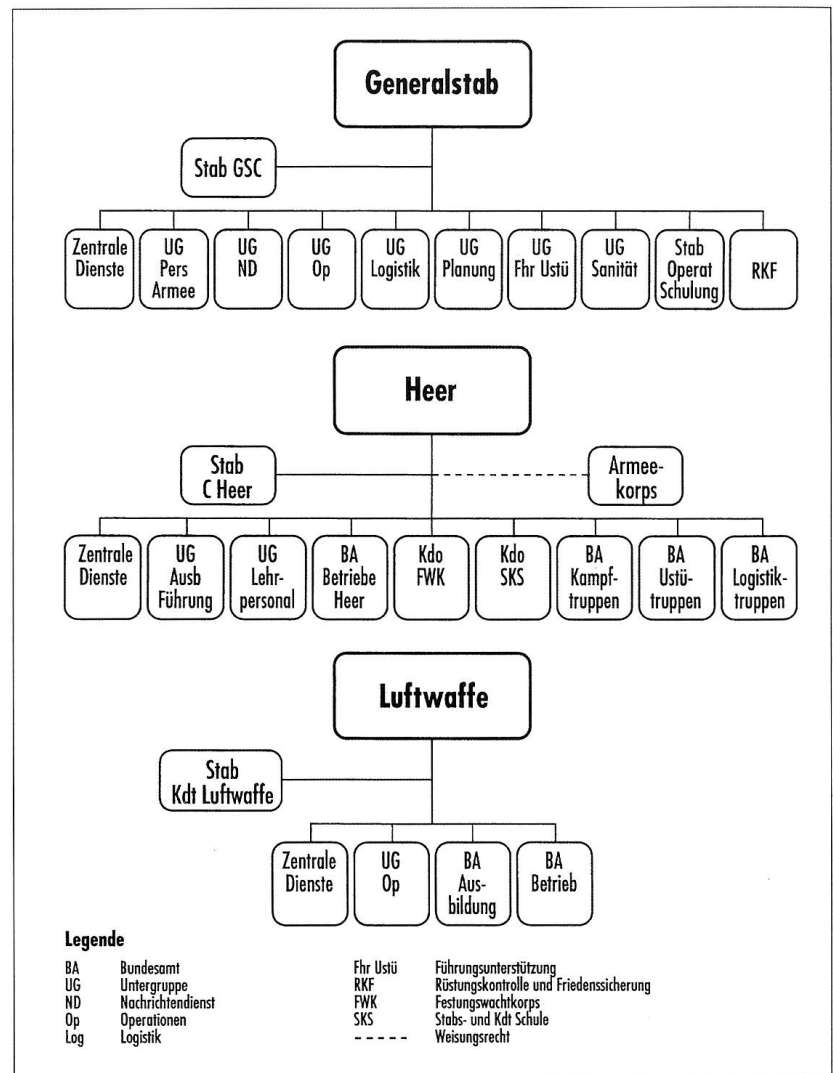 Generalstab
Stab GSC
Zentrale
Dienste
UG
Pers
Armee
UG
ND
UG
Op
UG
Logistik
UG
Planung
UG
Fhr Ustü
UG
Sanität
Stab
Operat
Schulung
RKF
Heer
Stab
C Heer
Armee-
korps
Zentrale
Dienste
UG
Ausb
Führung
UG
Lehr-
personal
BA
Betriebe
Heer
Kdo
FWK
Kdo
SKS
BA
Kampf-
truppen
BA
Ustü-
truppen
BA
Logistik-
truppen
Luftwaffe
Stab
Kdt Luftwaffe
Zentrale
Dienste
UG
Op
BA
Aus-
bildung
BA
Betrieb
Legende
BA Bundesamt
UG Untergruppe
ND Nachrichtendienst
Op Operationen
Log Logistik
Fhr Ustü Führungsunterstützung
RKF Rüstungskontrolle und Friedenssicherung
FWK Festungswachtkorps
SKS Stabs- und Kdt Schule
----- Weisungsrecht